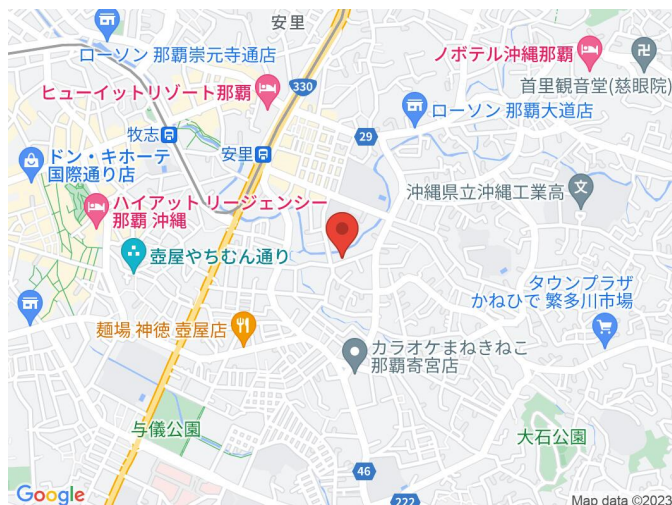 安里
ローソン 那覇崇元寺通店
ノボテル沖縄那覇
首里観音堂(慈眼院)
330
ヒューイットリゾート那覇
ローソン 那覇大道店
牧志
29
安里
ドン・キホーテ
国際通り店
沖縄県立沖縄工業高
ハイアット リージェンシー
那覇 沖縄
壺屋やちむん通り
タウンプラザ
かねひで 繁多川市場
麺場 神徳 壺屋店
カラオケまねきねこ
那覇寄宮店
与儀公園
大石公園
46
222
Google
Map data ©2023